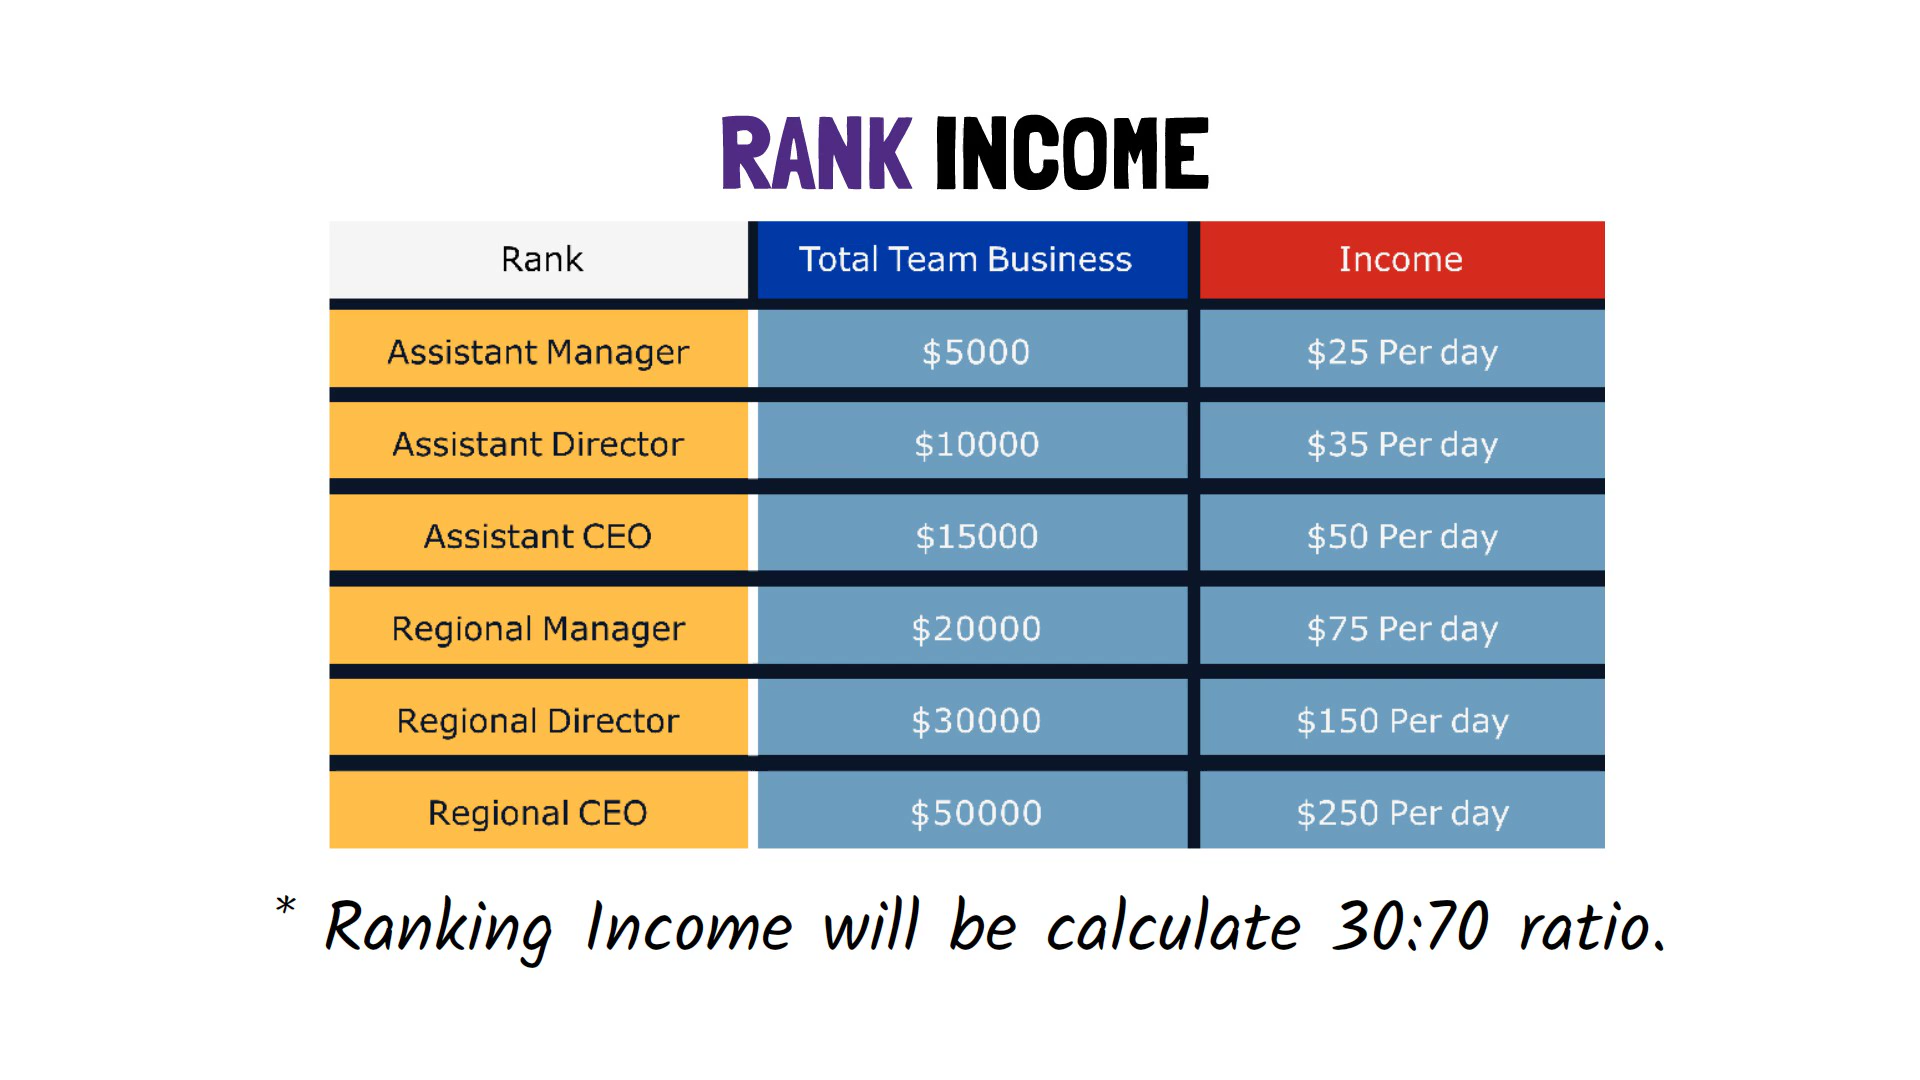 RANK INCOME
Rank Total Team Business Income
Assistant Manager $5000 $25 Per day
Assistant Director $10000 $35 Per day
Assistant CEO $15000 $50 Per day
Regional Manager $20000 $75 Per day
Regional Director $30000 $150 Per day
Regional CEO $50000 $250 Per day
* Ranking Income will be calculate 30:70 ratio.